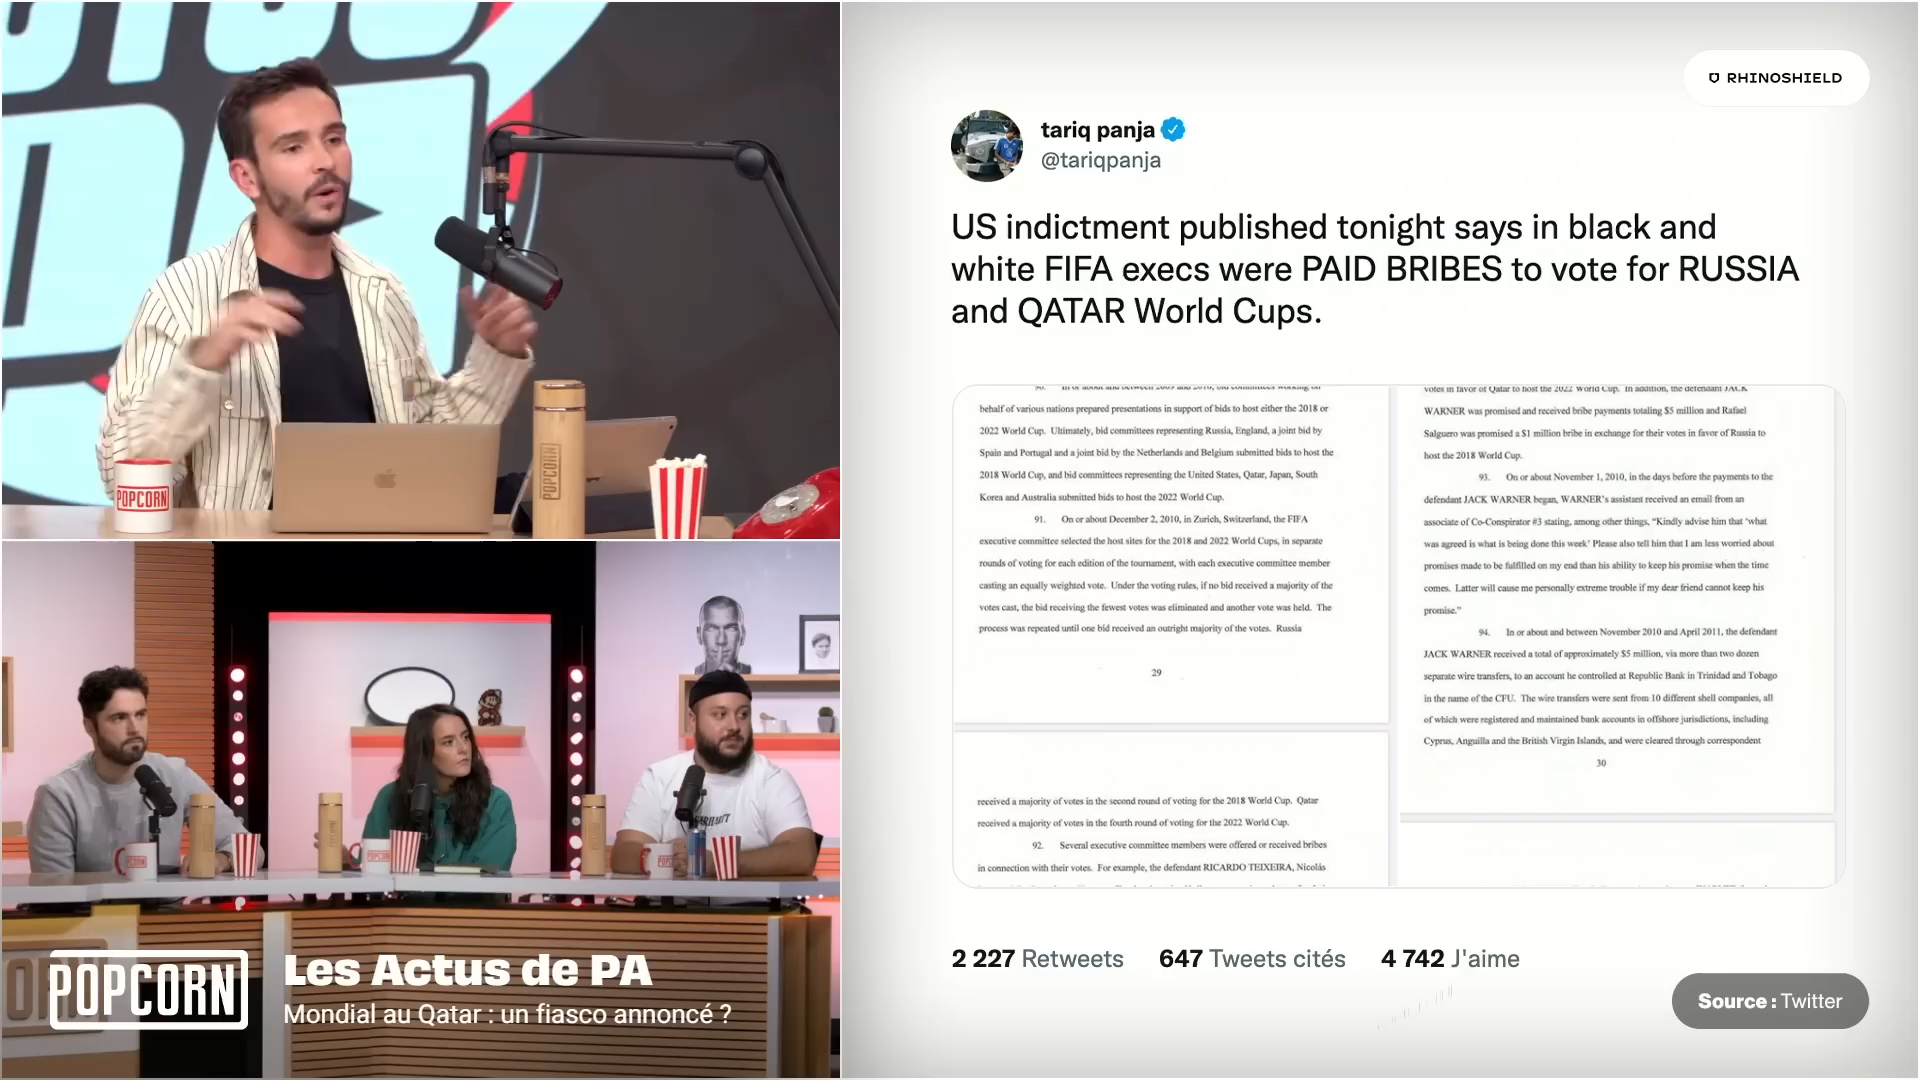 RHINOSHIELD
tariq panja
@tariqpanja
US indictment published tonight says in black and
white FIFA execs were PAID BRIBES to vote for RUSSIA
and QATAR World Cups.
behalf of various nations prepared presentations in support of bids to host either the 2018 or
2022 World Cup. Ultimately, bid committees representing Russia, England, a joint bid by
Spain and Portugal and a joint bid by the Netherlands and Belgium submitted bids to host the
2018 World Cup, and bid committees representing the United States, Qatar, Japan, South
Korea and Australia submitted bids to host the 2022 World Cup.
91. On or about December 2, 2010, in Zurich, Switzerland, the FIFA
executive committee selected the host sites for the 2018 and 2022 World Cups, in separate
rounds of voting for each edition of the tournament, with each executive committee member
casting an equally weighted vote. Under the voting rules, if no bid received a majority of the
votes cast, the bid receiving the fewest votes was eliminated and another vote was held. The
process was repeated until one bid received an outright majority of the votes. Russia
29
received a majority of votes in the second round of voting for the 2018 World Cup. Qatar
received a majority of votes in the fourth round of voting for the 2022 World Cup.
92. Several executive committee members were offered or received bribes
in connection with their votes. For example, the defendant RICARDO TEIXEIRA, Nicolás
votes in favor of Qatar to host the 2022 World Cup. In addition, the defendant JACK
WARNER was promised and received bribe payments totaling $5 million and Rafael
Salguero was promised a $1 million bribe in exchange for their votes in favor of Russia to
host the 2018 World Cup.
93. On or about November 1, 2010, in the days before the payments to the
defendant JACK WARNER began, WARNER's assistant received an email from an
associate of Co-Conspirator #3 stating, among other things, "Kindly advise him that 'what
was agreed is what is being done this week' Please also tell him that I am less worried about
promises made to be fulfilled on my end than his ability to keep his promise when the time
comes. Latter will cause me personally extreme trouble if my dear friend cannot keep his
promise."
94. In or about and between November 2010 and April 2011, the defendant
JACK WARNER received a total of approximately $5 million, via more than two dozen
separate wire transfers, to an account he controlled at Republic Bank in Trinidad and Tobago
in the name of the CFU. The wire transfers were sent from 10 different shell companies, all
of which were registered and maintained bank accounts in offshore jurisdictions, including
Cyprus, Anguilla and the British Virgin Islands, and were cleared through correspondent
30
2 227 Retweets 647 Tweets cités 4 742 J'aime
Source : Twitter
POPCORN
POPCORN
POPCORN
Les Actus de PA
Mondial au Qatar : un fiasco annoncé ?